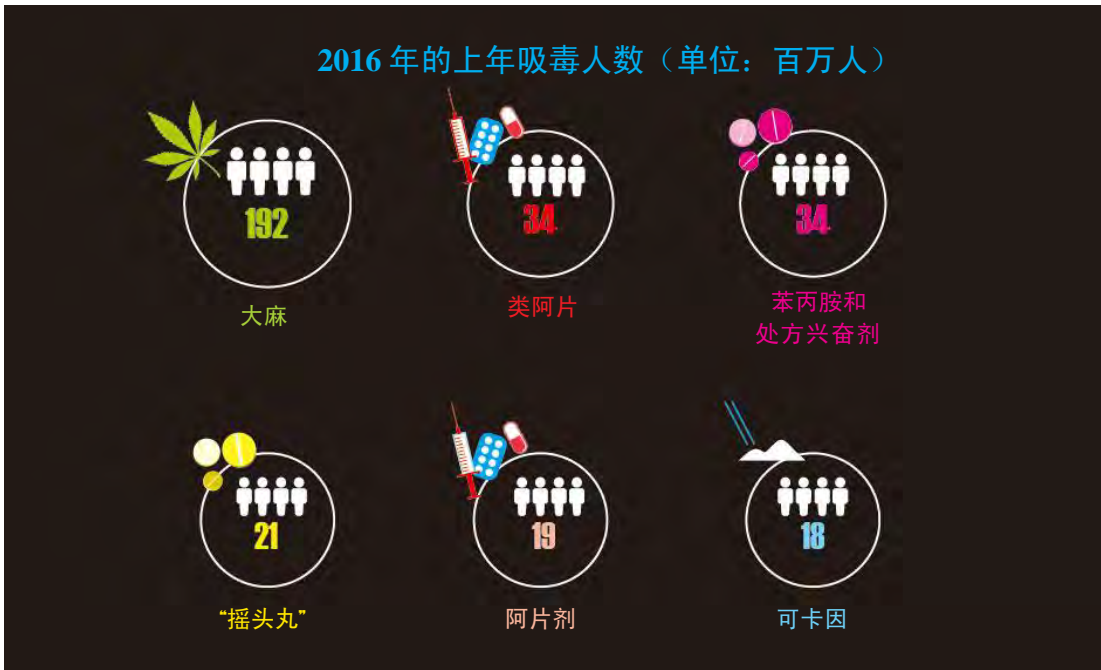 2016 年的上年吸毒人数（单位：百万人）
192
34
34
大麻
类阿片
苯丙胺和
处方兴奋剂
21
19
18
“摇头丸”
阿片剂
可卡因